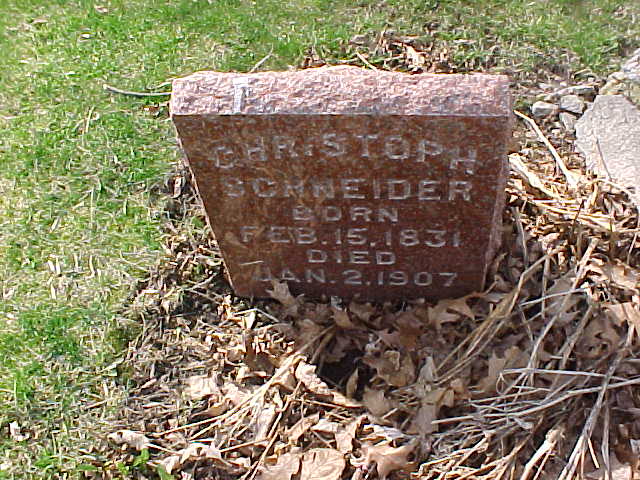 CHRISTOPH
SCHNEIDER
BORN
FEB. 15, 1831
DIED
JAN. 2, 1907